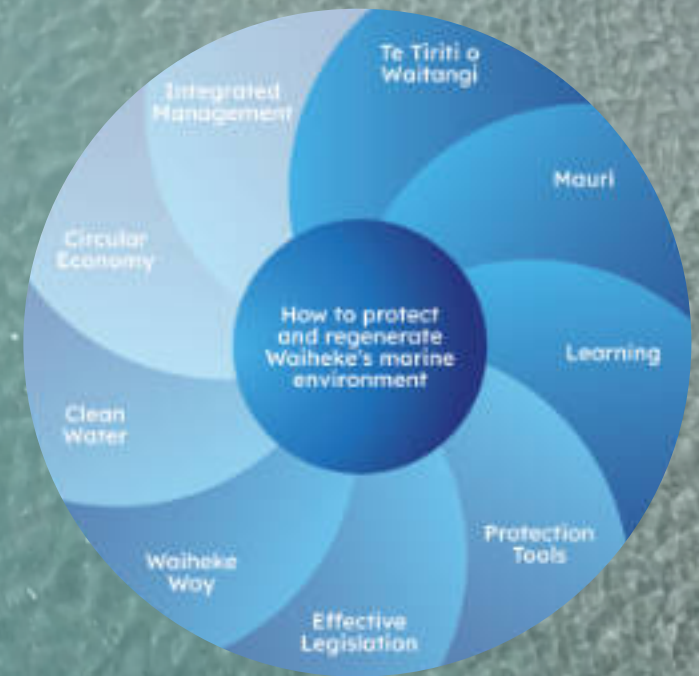 How to protect
and regenerate
Waiheke's marine
environment
Te Tiriti o
Waitangi
Mauri
Learning
Protection
Tools
Effective
Legislation
Waiheke
Way
Clean
Water
Circular
Economy
Integrated
Management